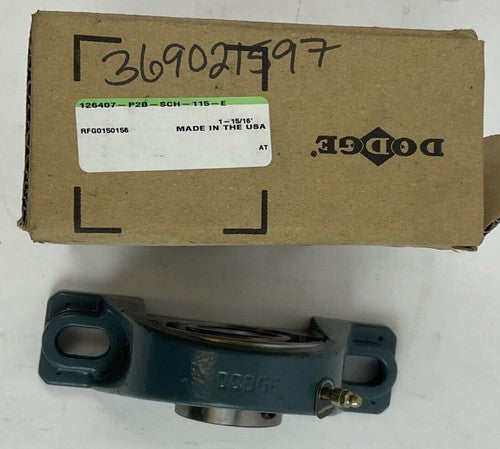 369021597
126407-P2B-SCH-115-E
1-15/16"
RFG0150156 MADE IN THE USA
AT
DODGE®
DODGE